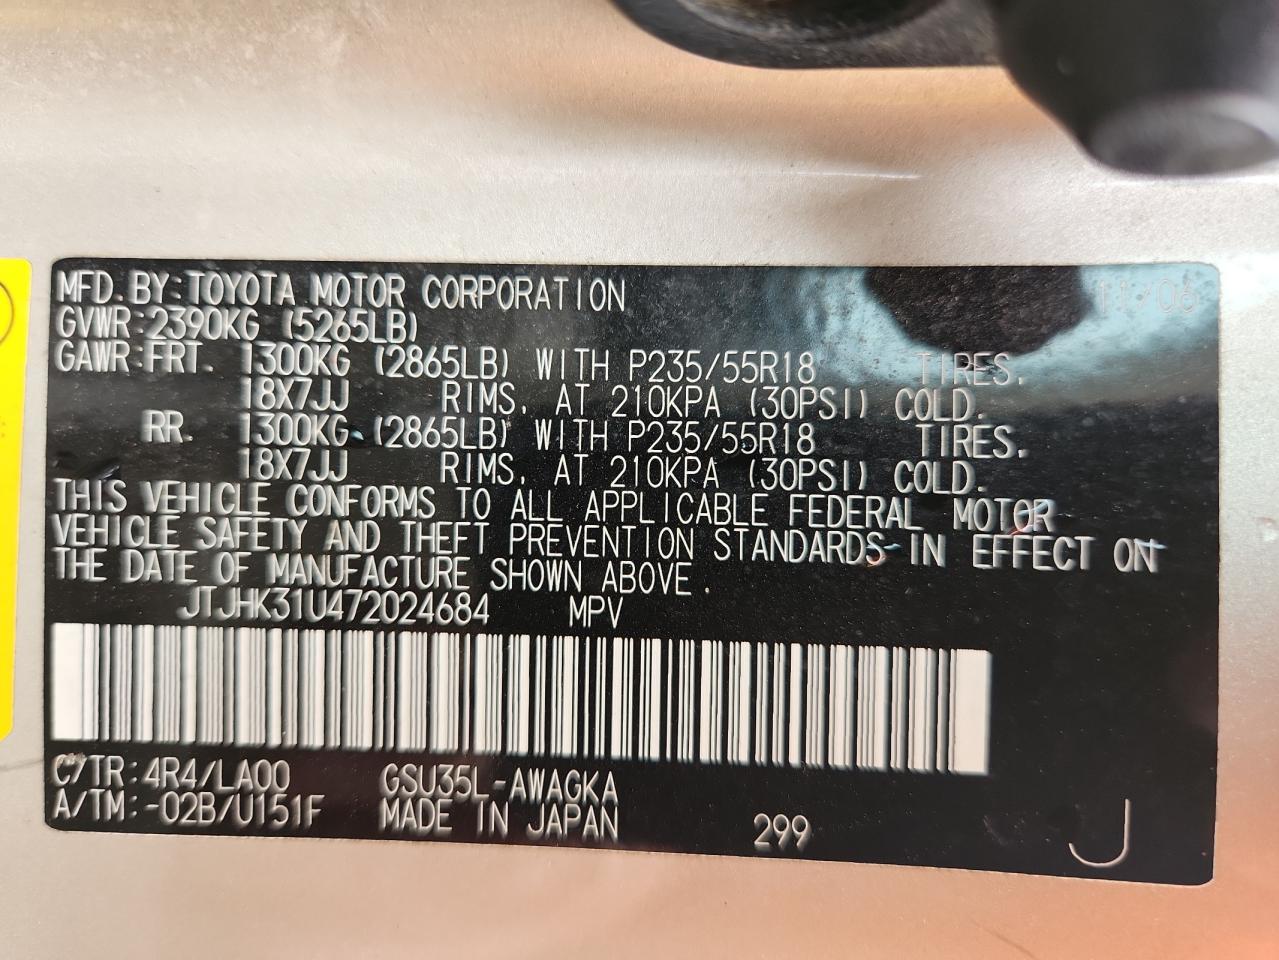 MFD. BY:TOYOTA MOTOR CORPORATION 11/06
GVWR:2390KG (5265LB)
GAWR:FRT. 1300KG (2865LB) WITH P235/55R18 TIRES,
18X7JJ RIMS, AT 210KPA (30PSI) COLD.
RR. 1300KG (2865LB) WITH P235/55R18 TIRES,
18X7JJ RIMS, AT 210KPA (30PSI) COLD.
THIS VEHICLE CONFORMS TO ALL APPLICABLE FEDERAL MOTOR
VEHICLE SAFETY AND THEFT PREVENTION STANDARDS IN EFFECT ON
THE DATE OF MANUFACTURE SHOWN ABOVE.
JTJHK31U472024684 MPV
C/TR:4R4/LA00 GSU35L-AWAGKA
A/TM:-02B/U151F MADE IN JAPAN 299 J